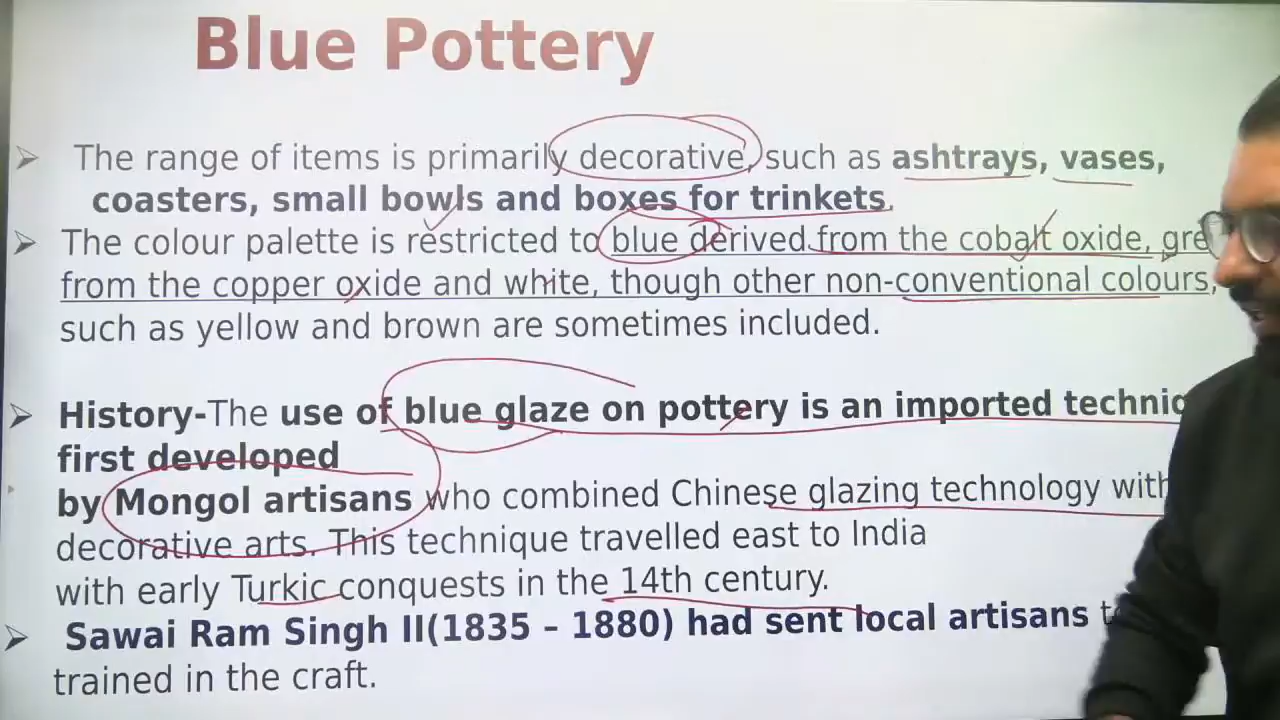 Blue Pottery
The range of items is primarily decorative, such as ashtrays, vases,
coasters, small bowls and boxes for trinkets.
The colour palette is restricted to blue derived from the cobalt oxide,
from the copper oxide and white, though other non-conventional colours,
such as yellow and brown are sometimes included.
History-The use of blue glaze on pottery is an imported
first developed
by Mongol artisans who combined Chinese glazing technology with
decorative arts. This technique travelled east to India
with early Turkic conquests in the 14th century.
Sawai Ram Singh II(1835 – 1880) had sent local artisans
trained in the craft.